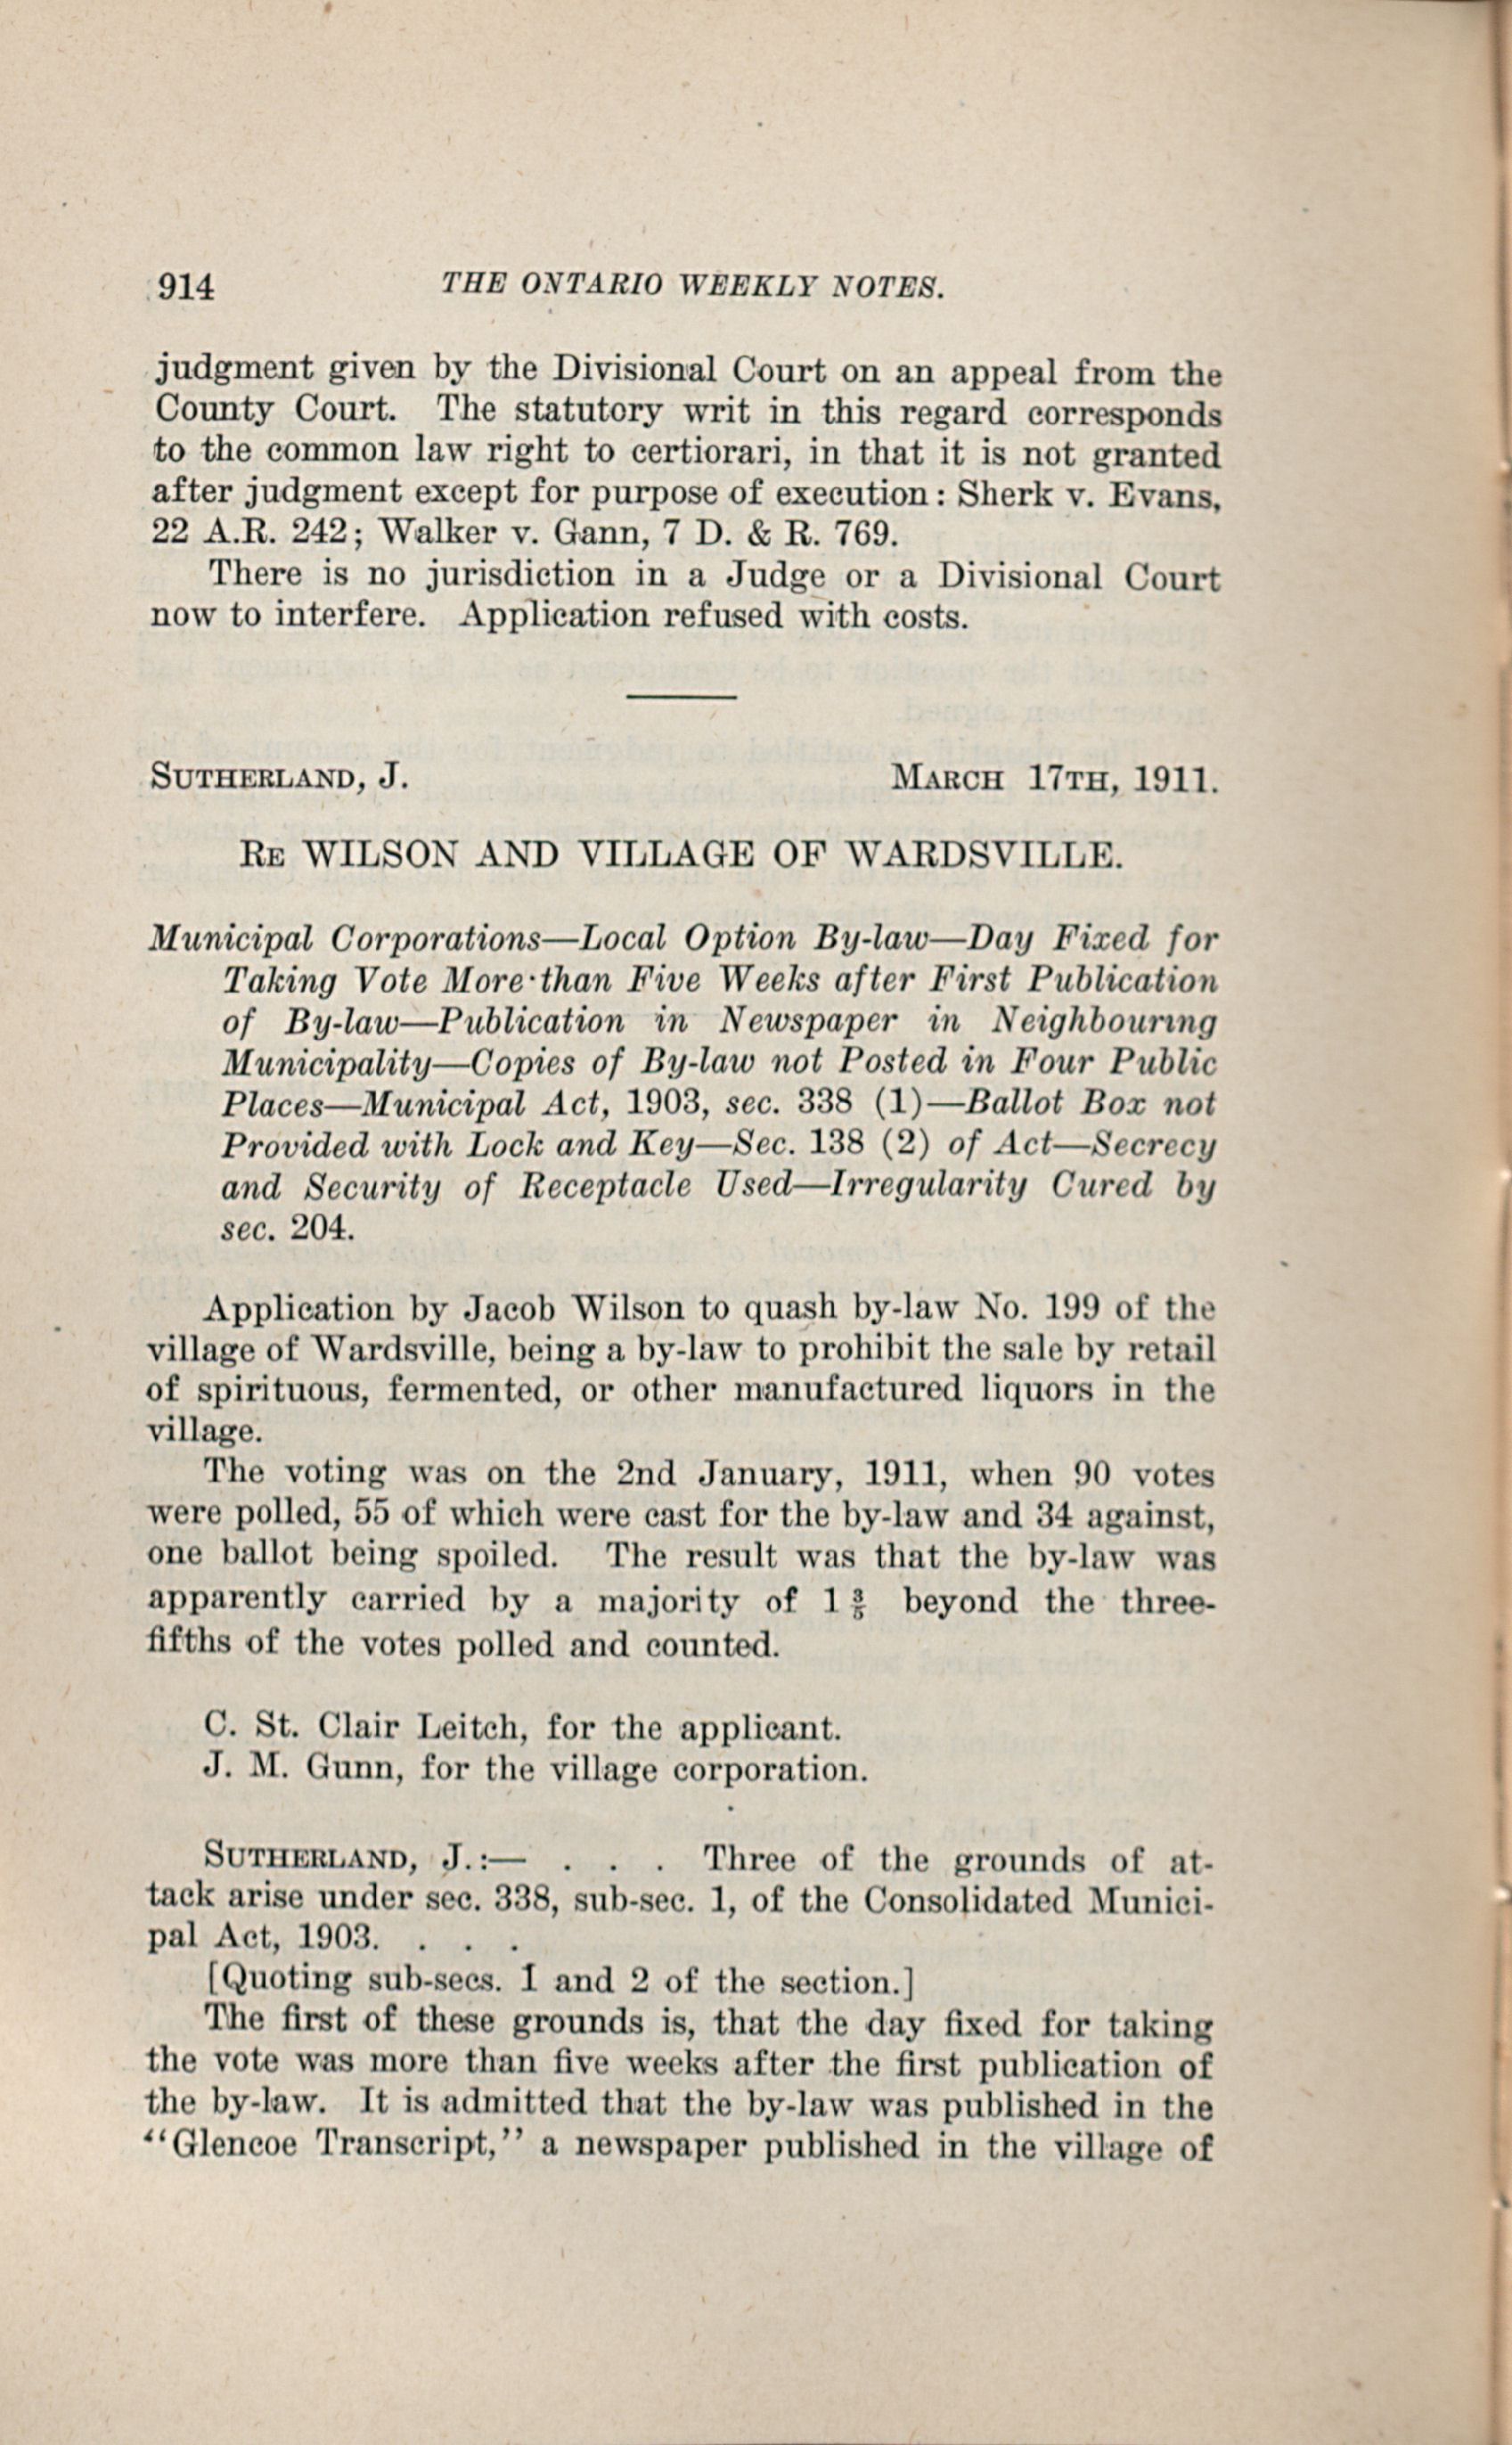 914 THE ONTARIO WEEKLY NOTES.
judgment given by the Divisional Court on an appeal from the
County Court. The statutory writ in this regard corresponds
to the common law right to certiorari, in that it is not granted
after judgment except for purpose of execution: Sherk v. Evans,
22 A.R. 242; Walker v. Gann, 7 D. & R. 769.
There is no jurisdiction in a Judge or a Divisional Court
now to interfere. Application refused with costs.
SUTHERLAND, J. MARCH 17TH, 1911.
RE WILSON AND VILLAGE OF WARDSVILLE.
Municipal Corporations—Local Option By-law—Day Fixed for
Taking Vote More than Five Weeks after First Publication
of By-law—Publication in Newspaper in Neighbouring
Municipality—Copies of By-law not Posted in Four Public
Places—Municipal Act, 1903, sec. 338 (1)—Ballot Box not
Provided with Lock and Key—Sec. 138 (2) of Act—Secrecy
and Security of Receptacle Used—Irregularity Cured by
sec. 204.
Application by Jacob Wilson to quash by-law No. 199 of the
village of Wardsville, being a by-law to prohibit the sale by retail
of spirituous, fermented, or other manufactured liquors in the
village.
The voting was on the 2nd January, 1911, when 90 votes
were polled, 55 of which were cast for the by-law and 34 against,
one ballot being spoiled. The result was that the by-law was
apparently carried by a majority of 1 ⅗ beyond the three-
fifths of the votes polled and counted.
C. St. Clair Leitch, for the applicant.
J. M. Gunn, for the village corporation.
SUTHERLAND, J.:— . . . Three of the grounds of at-
tack arise under sec. 338, sub-sec. 1, of the Consolidated Munici-
pal Act, 1903. . . .
[Quoting sub-secs. 1 and 2 of the section.]
The first of these grounds is, that the day fixed for taking
the vote was more than five weeks after the first publication of
the by-law. It is admitted that the by-law was published in the
"Glencoe Transcript," a newspaper published in the village of